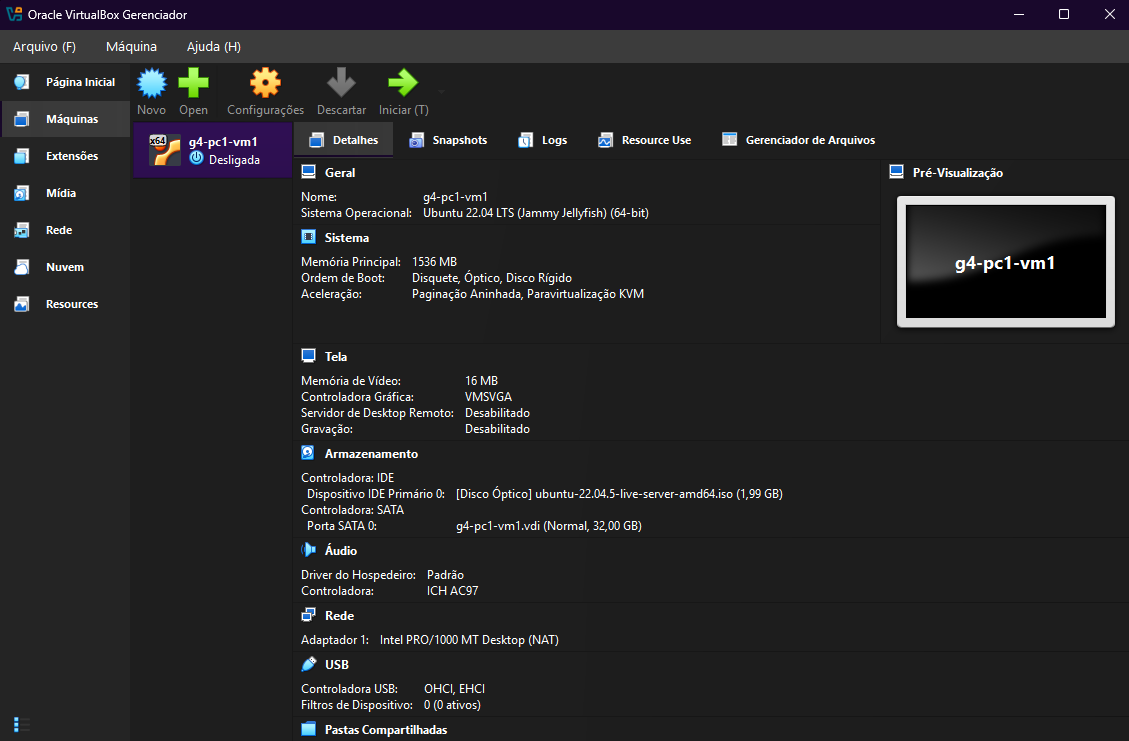 Oracle VirtualBox Gerenciador
Arquivo (F) Máquina Ajuda (H)
Página Inicial
Máquinas
Extensões
Mídia
Rede
Nuvem
Resources
Novo Open Configurações Descartar Iniciar (T)
x64
g4-pc1-vm1
Desligada
Detalhes Snapshots Logs Resource Use Gerenciador de Arquivos
Geral
Nome: g4-pc1-vm1
Sistema Operacional: Ubuntu 22.04 LTS (Jammy Jellyfish) (64-bit)
Sistema
Memória Principal: 1536 MB
Ordem de Boot: Disquete, Óptico, Disco Rígido
Aceleração: Paginação Aninhada, Paravirtualização KVM
Pré-Visualização
g4-pc1-vm1
Tela
Memória de Vídeo: 16 MB
Controladora Gráfica: VMSVGA
Servidor de Desktop Remoto: Desabilitado
Gravação: Desabilitado
Armazenamento
Controladora: IDE
Dispositivo IDE Primário 0: [Disco Óptico] ubuntu-22.04.5-live-server-amd64.iso (1,99 GB)
Controladora: SATA
Porta SATA 0: g4-pc1-vm1.vdi (Normal, 32,00 GB)
Áudio
Driver do Hospedeiro: Padrão
Controladora: ICH AC97
Rede
Adaptador 1: Intel PRO/1000 MT Desktop (NAT)
USB
Controladora USB: OHCI, EHCI
Filtros de Dispositivo: 0 (0 ativos)
Pastas Compartilhadas